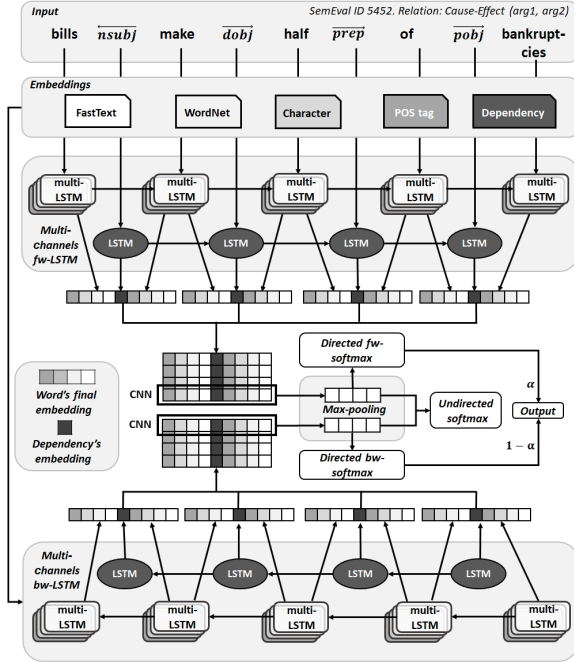 Input
SemEval ID 5452. Relation: Cause-Effect (arg1, arg2)
bills nsubj make dobj half prep of pobj bankrupt-
cies
Embeddings
FastText WordNet Character POS tag Dependency
multi- multi- multi- multi- multi-
LSTM LSTM LSTM LSTM LSTM
Multi-
channels
fw-LSTM
LSTM LSTM LSTM LSTM
Directed fw-
softmax
α
CNN
Word's final
embedding
Max-pooling
Undirected
softmax
Output
CNN
Dependency's
embedding
Directed bw-
softmax
1 − α
Multi-
channels
bw-LSTM
LSTM LSTM LSTM LSTM
multi- multi- multi- multi- multi-
LSTM LSTM LSTM LSTM LSTM